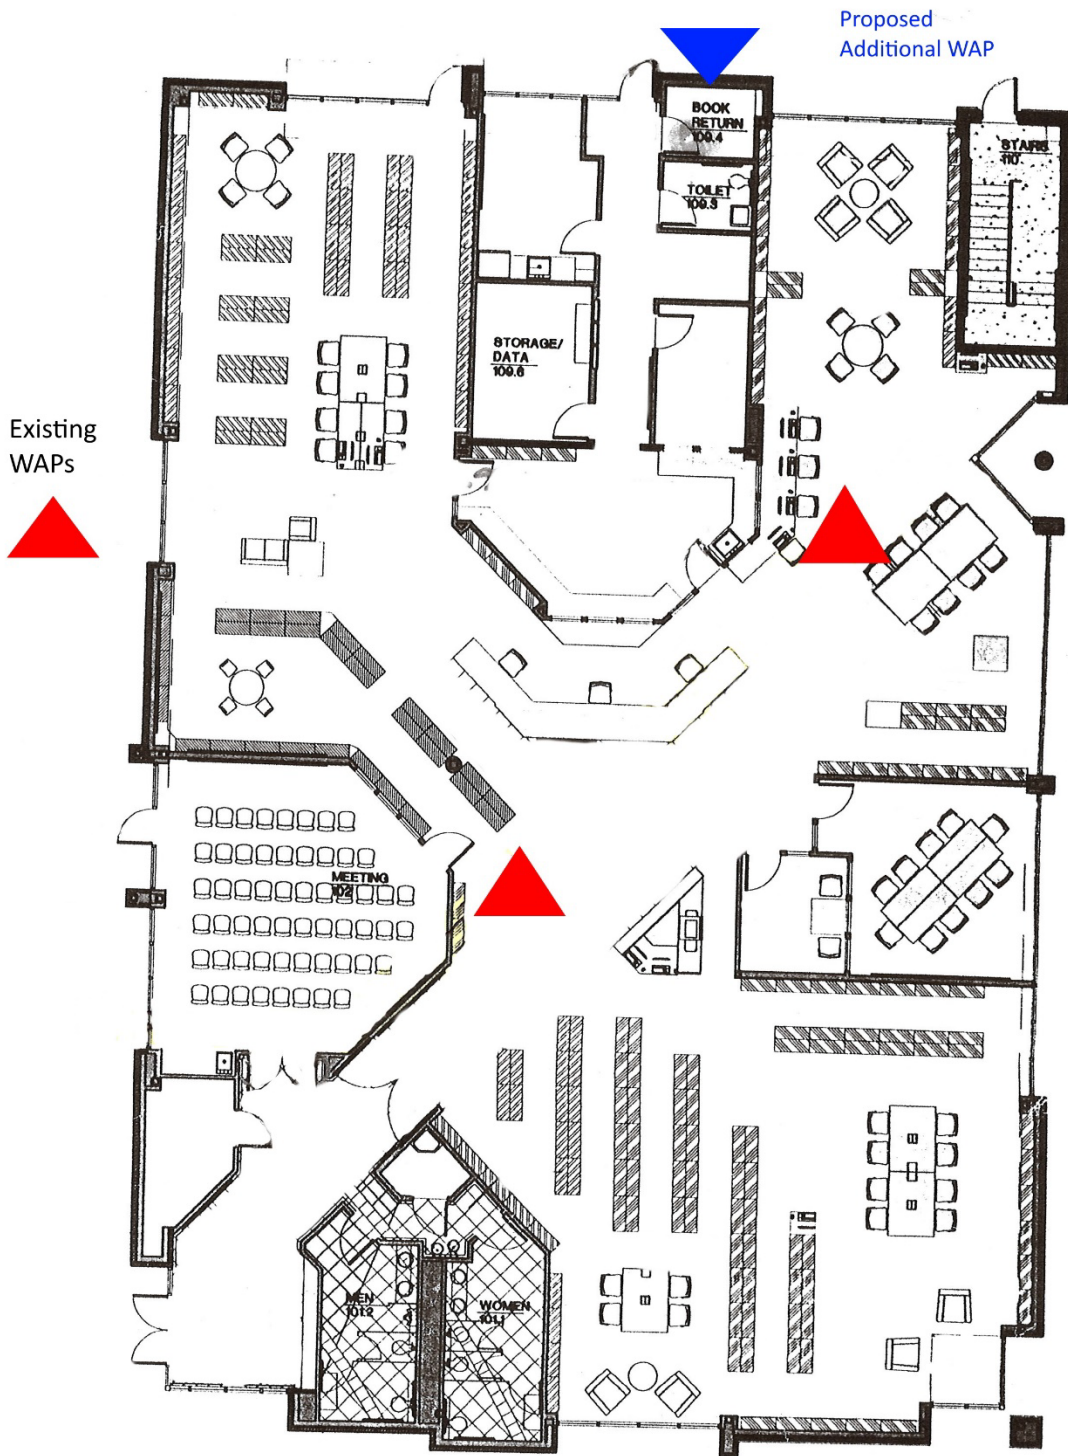 Proposed
Additional WAP
BOOK
RETURN
109.4
STAIRS
110
TOILET
109.3
STORAGE/
DATA
109.6
Existing
WAPs
MEETING
102
MEN
101.2
WOMEN
101.1